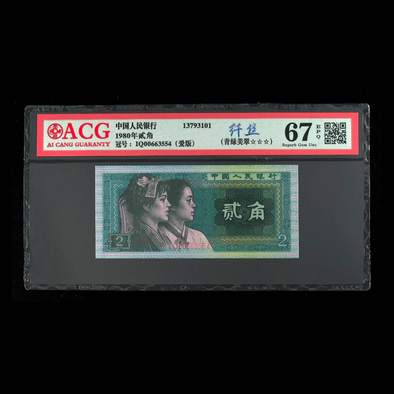 ACG
AI CANG GUARANTY
中国人民银行 13793101
1980年贰角
冠号：IQ00663554（爱版）
纤丝
（青绿美翠☆☆☆）
67 EPQ
Superb Gem Unc
中国人民银行
贰角
2 2